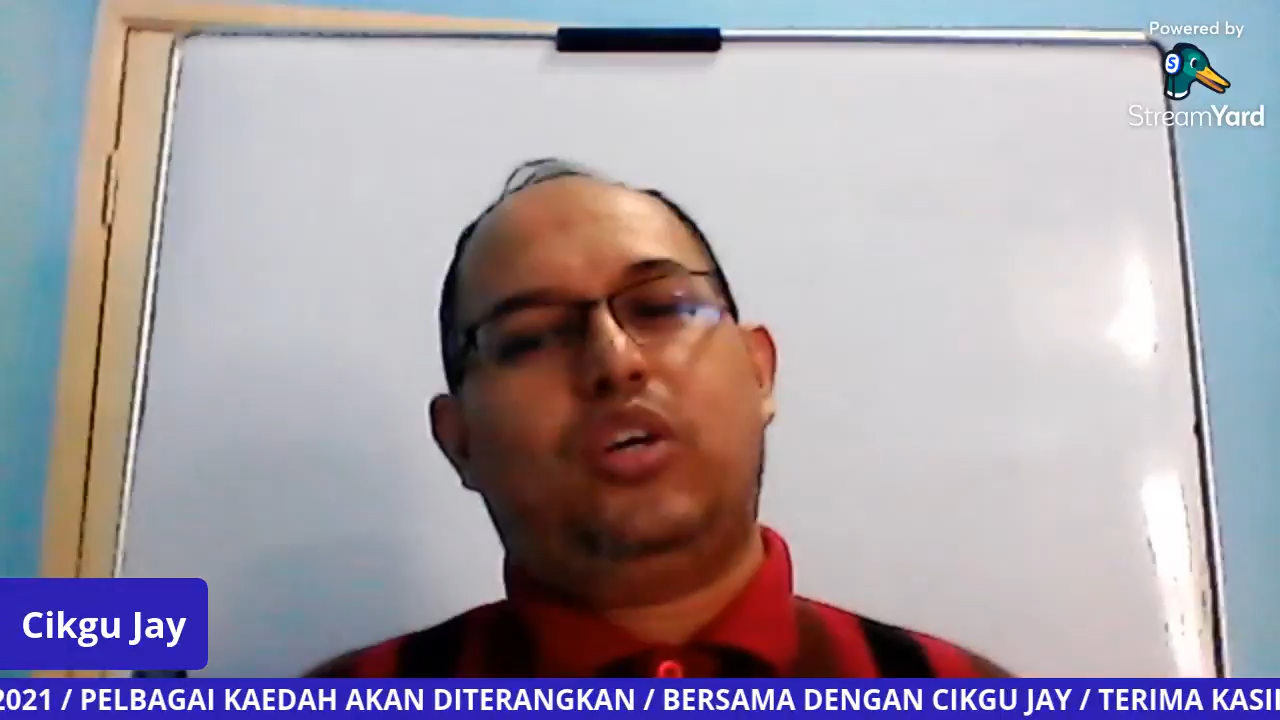 Powered by
S
StreamYard
Cikgu Jay
2021 / PELBAGAI KAEDAH AKAN DITERANGKAN / BERSAMA DENGAN CIKGU JAY / TERIMA KASI